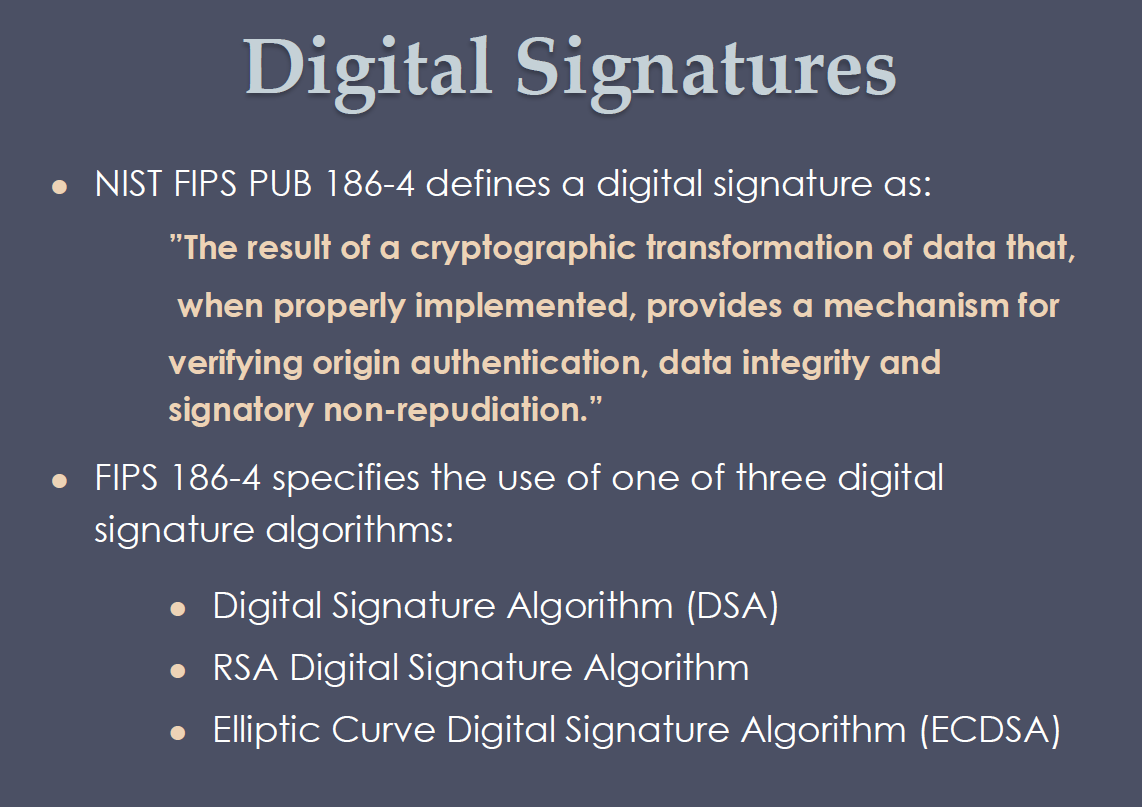 Digital Signatures
NIST FIPS PUB 186-4 defines a digital signature as:
”The result of a cryptographic transformation of data that,
when properly implemented, provides a mechanism for
verifying origin authentication, data integrity and
signatory non-repudiation.”
FIPS 186-4 specifies the use of one of three digital
signature algorithms:
Digital Signature Algorithm (DSA)
RSA Digital Signature Algorithm
Elliptic Curve Digital Signature Algorithm (ECDSA)